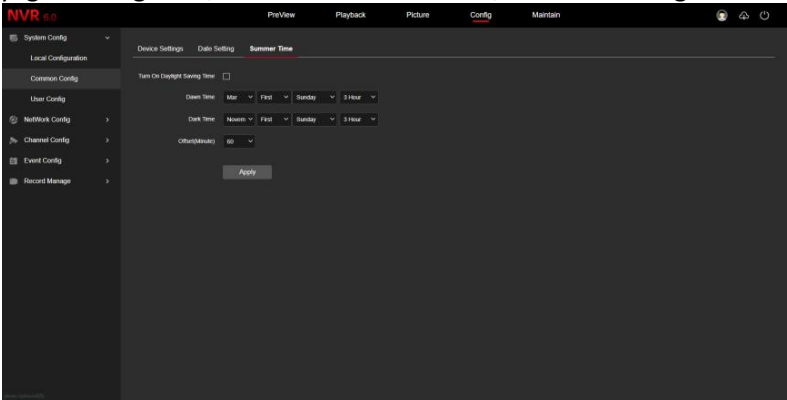 NVR 6.0
PreView Playback Picture Config Maintain
System Config
Local Configuration
Common Config
User Config
NetWork Config
Channel Config
Event Config
Record Manage
Device Settings Date Setting Summer Time
Turn On Daylight Saving Time
Dawn Time Mar First Sunday 3 Hour
Dark Time Novem First Sunday 3 Hour
Offset(Minute) 60
Apply